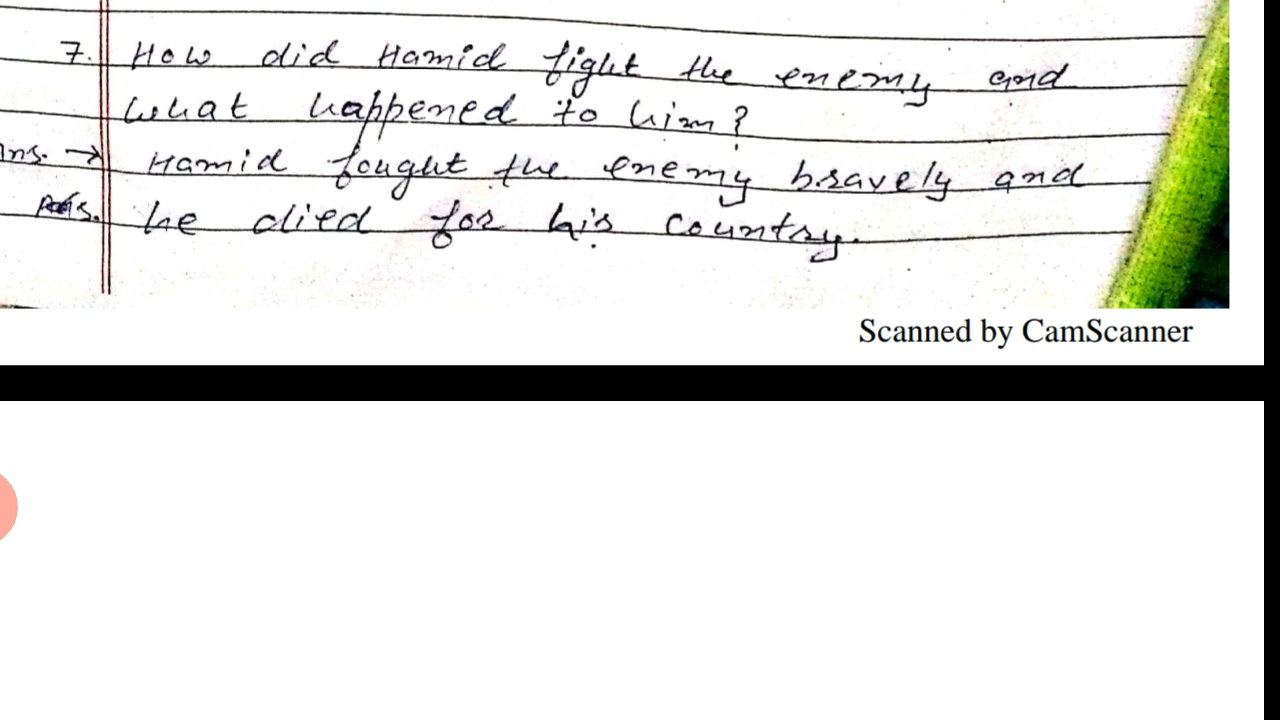 7. How did Hamid fight the enemy and
what happened to him?
Ans. → Hamid fought the enemy bravely and
he died for his country.
Scanned by CamScanner